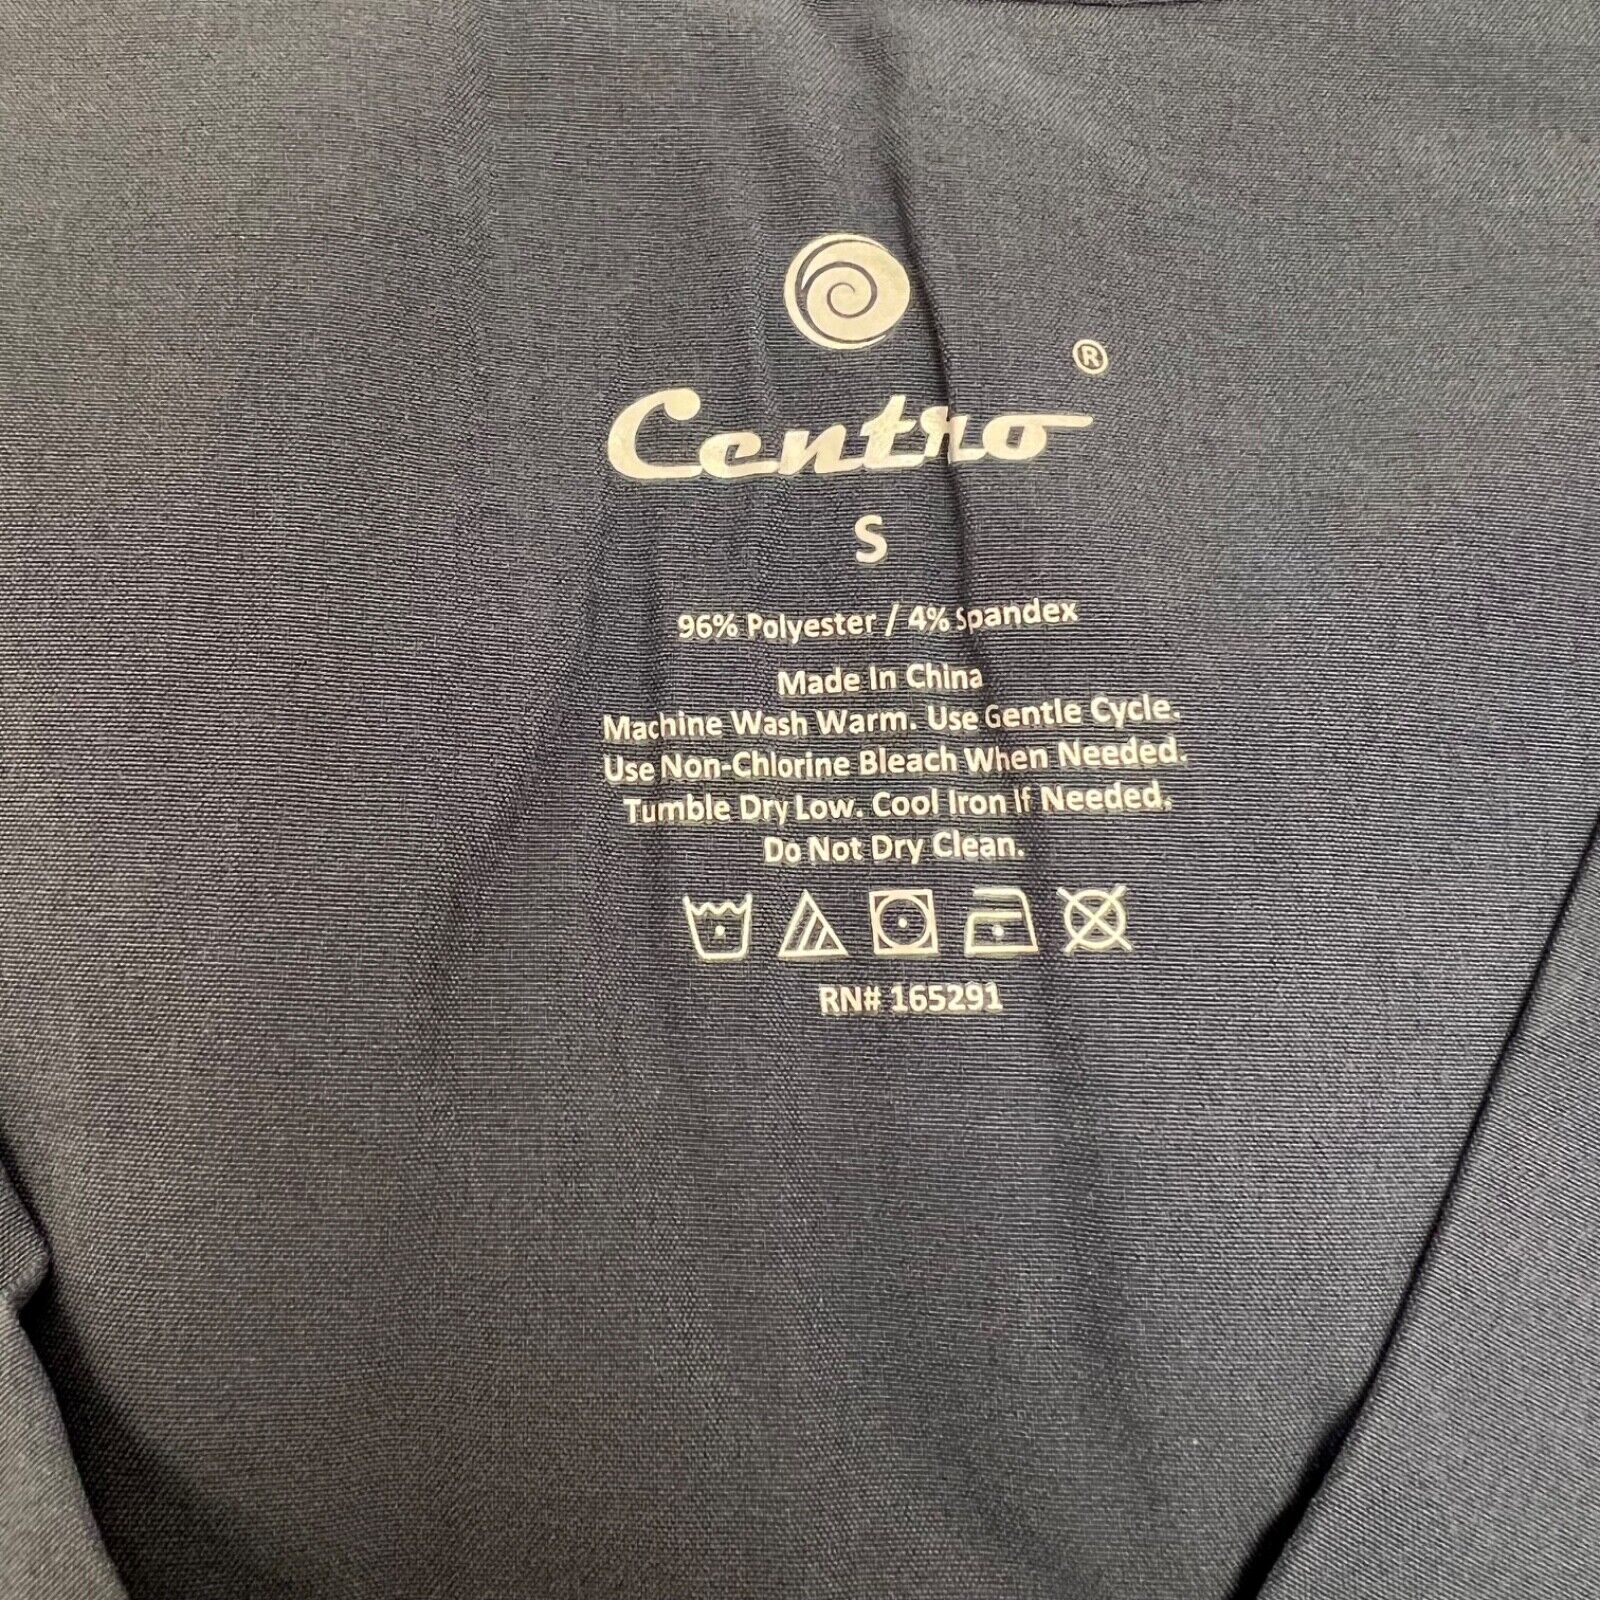 Centro®
S
96% Polyester / 4% Spandex
Made In China
Machine Wash Warm. Use Gentle Cycle.
Use Non-Chlorine Bleach When Needed.
Tumble Dry Low. Cool Iron If Needed.
Do Not Dry Clean.
RN# 165291